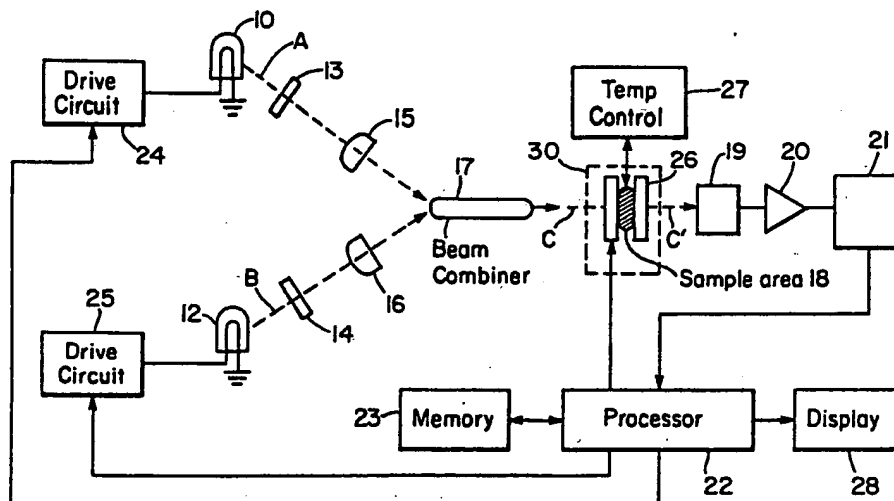 10
A
13
Drive
Circuit
24
15
Temp
Control
27
30
26
19
20
21
17
Beam
Combiner
C
C'
Sample area 18
16
B
14
12
25
Drive
Circuit
23
Memory
Processor
22
Display
28